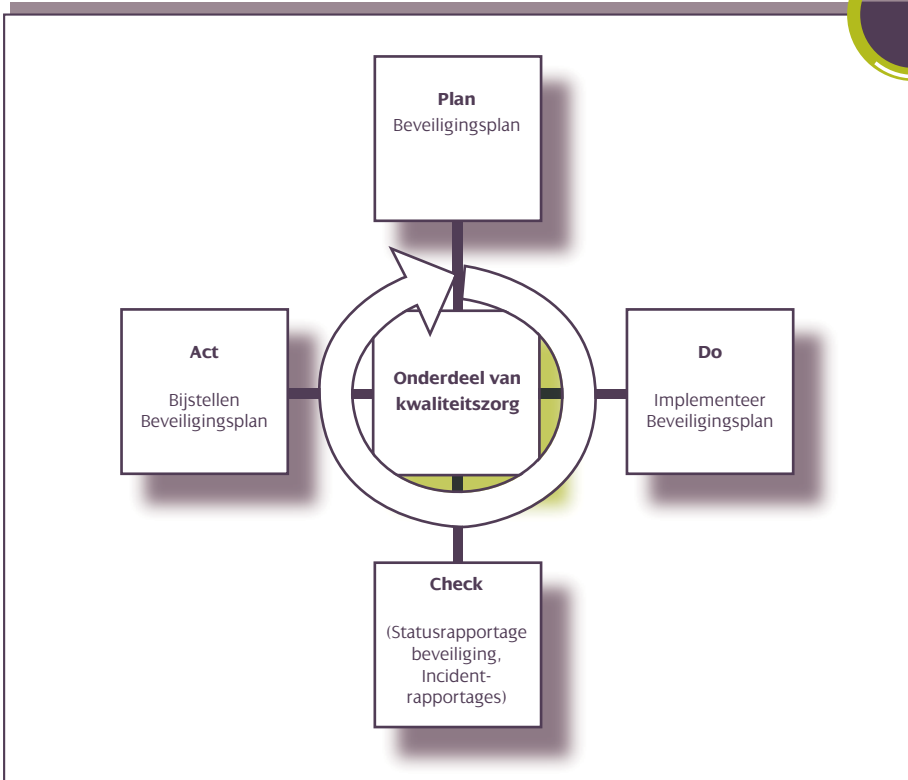 Plan
Beveiligingsplan
Act
Bijstellen
Beveiligingsplan
Onderdeel van
kwaliteitszorg
Do
Implementeer
Beveiligingsplan
Check
(Statusrapportage
beveiliging,
Incident-
rapportages)